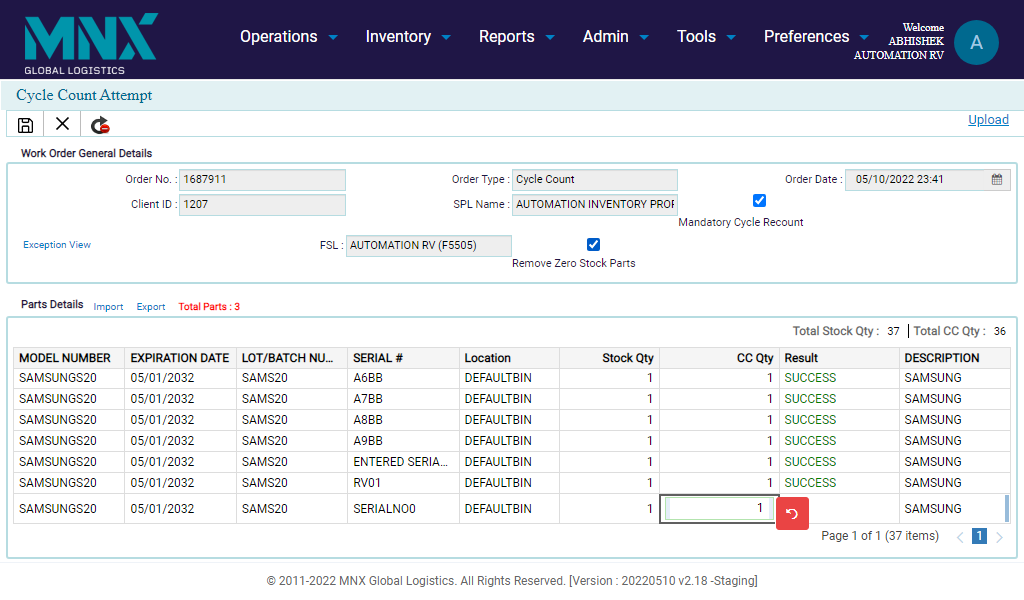 MNX
GLOBAL LOGISTICS
Operations Inventory Reports Admin Tools Preferences
Welcome
ABHISHEK
AUTOMATION RV
A
Cycle Count Attempt
Upload
Work Order General Details
Order No. : 1687911 Order Type : Cycle Count Order Date : 05/10/2022 23:41
Client ID : 1207 SPL Name : AUTOMATION INVENTORY PROF
Mandatory Cycle Recount
Exception View FSL : AUTOMATION RV (F5505)
Remove Zero Stock Parts
Parts Details Import Export Total Parts : 3
Total Stock Qty : 37 Total CC Qty : 36
MODEL NUMBER EXPIRATION DATE LOT/BATCH NU... SERIAL # Location Stock Qty CC Qty Result DESCRIPTION
SAMSUNGS20 05/01/2032 SAMS20 A6BB DEFAULTBIN 1 1 SUCCESS SAMSUNG
SAMSUNGS20 05/01/2032 SAMS20 A7BB DEFAULTBIN 1 1 SUCCESS SAMSUNG
SAMSUNGS20 05/01/2032 SAMS20 A8BB DEFAULTBIN 1 1 SUCCESS SAMSUNG
SAMSUNGS20 05/01/2032 SAMS20 A9BB DEFAULTBIN 1 1 SUCCESS SAMSUNG
SAMSUNGS20 05/01/2032 SAMS20 ENTERED SERIA... DEFAULTBIN 1 1 SUCCESS SAMSUNG
SAMSUNGS20 05/01/2032 SAMS20 RV01 DEFAULTBIN 1 1 SUCCESS SAMSUNG
SAMSUNGS20 05/01/2032 SAMS20 SERIALNO0 DEFAULTBIN 1 1 SAMSUNG
Page 1 of 1 (37 items) < 1 >
© 2011-2022 MNX Global Logistics. All Rights Reserved. [Version : 20220510 v2.18 -Staging]